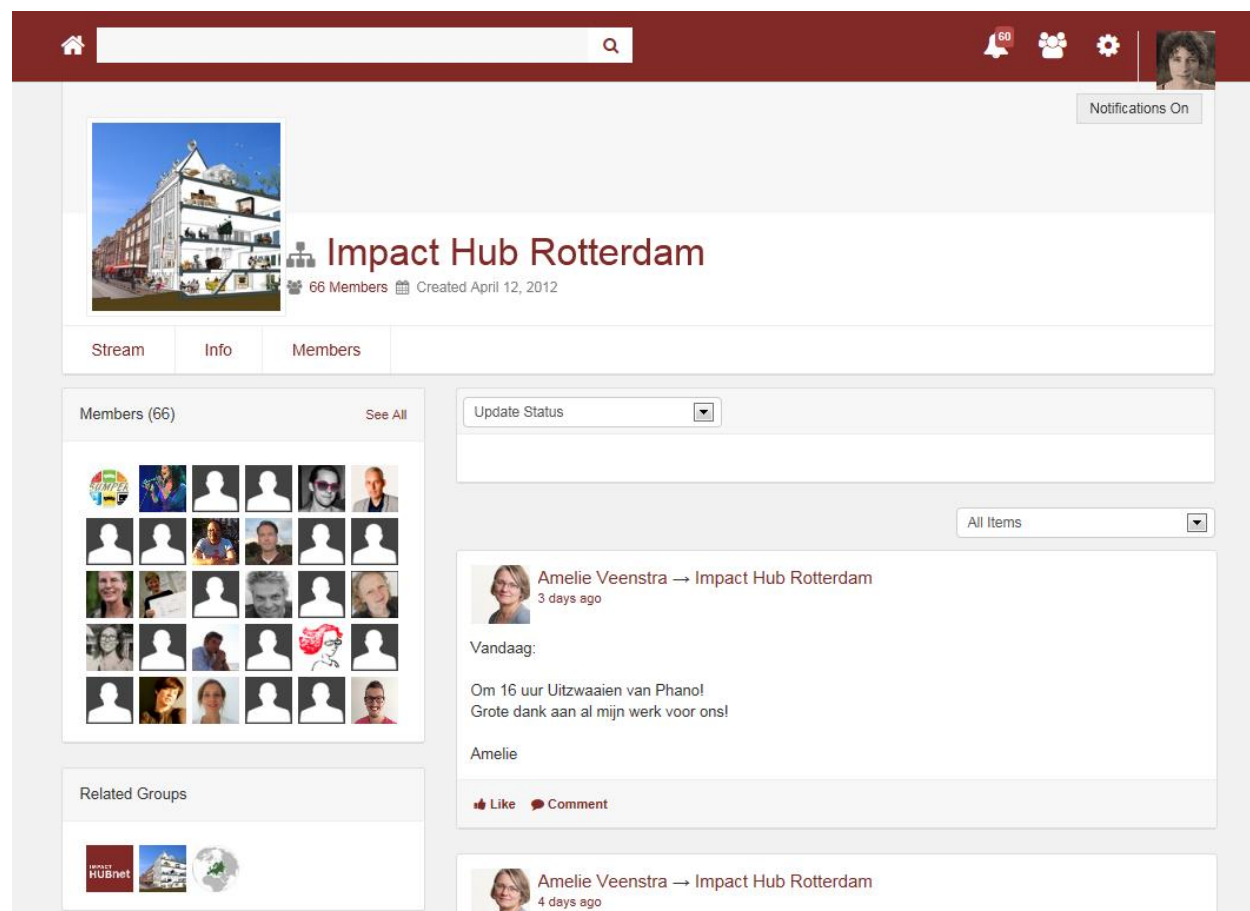 60
Notifications On
Impact Hub Rotterdam
66 Members Created April 12, 2012
Stream Info Members
Members (66) See All
SUMPER
Related Groups
IMPACT
HUBnet
Update Status
All Items
Amelie Veenstra → Impact Hub Rotterdam
3 days ago
Vandaag:
Om 16 uur Uitzwaaien van Phano!
Grote dank aan al mijn werk voor ons!
Amelie
Like Comment
Amelie Veenstra → Impact Hub Rotterdam
4 days ago